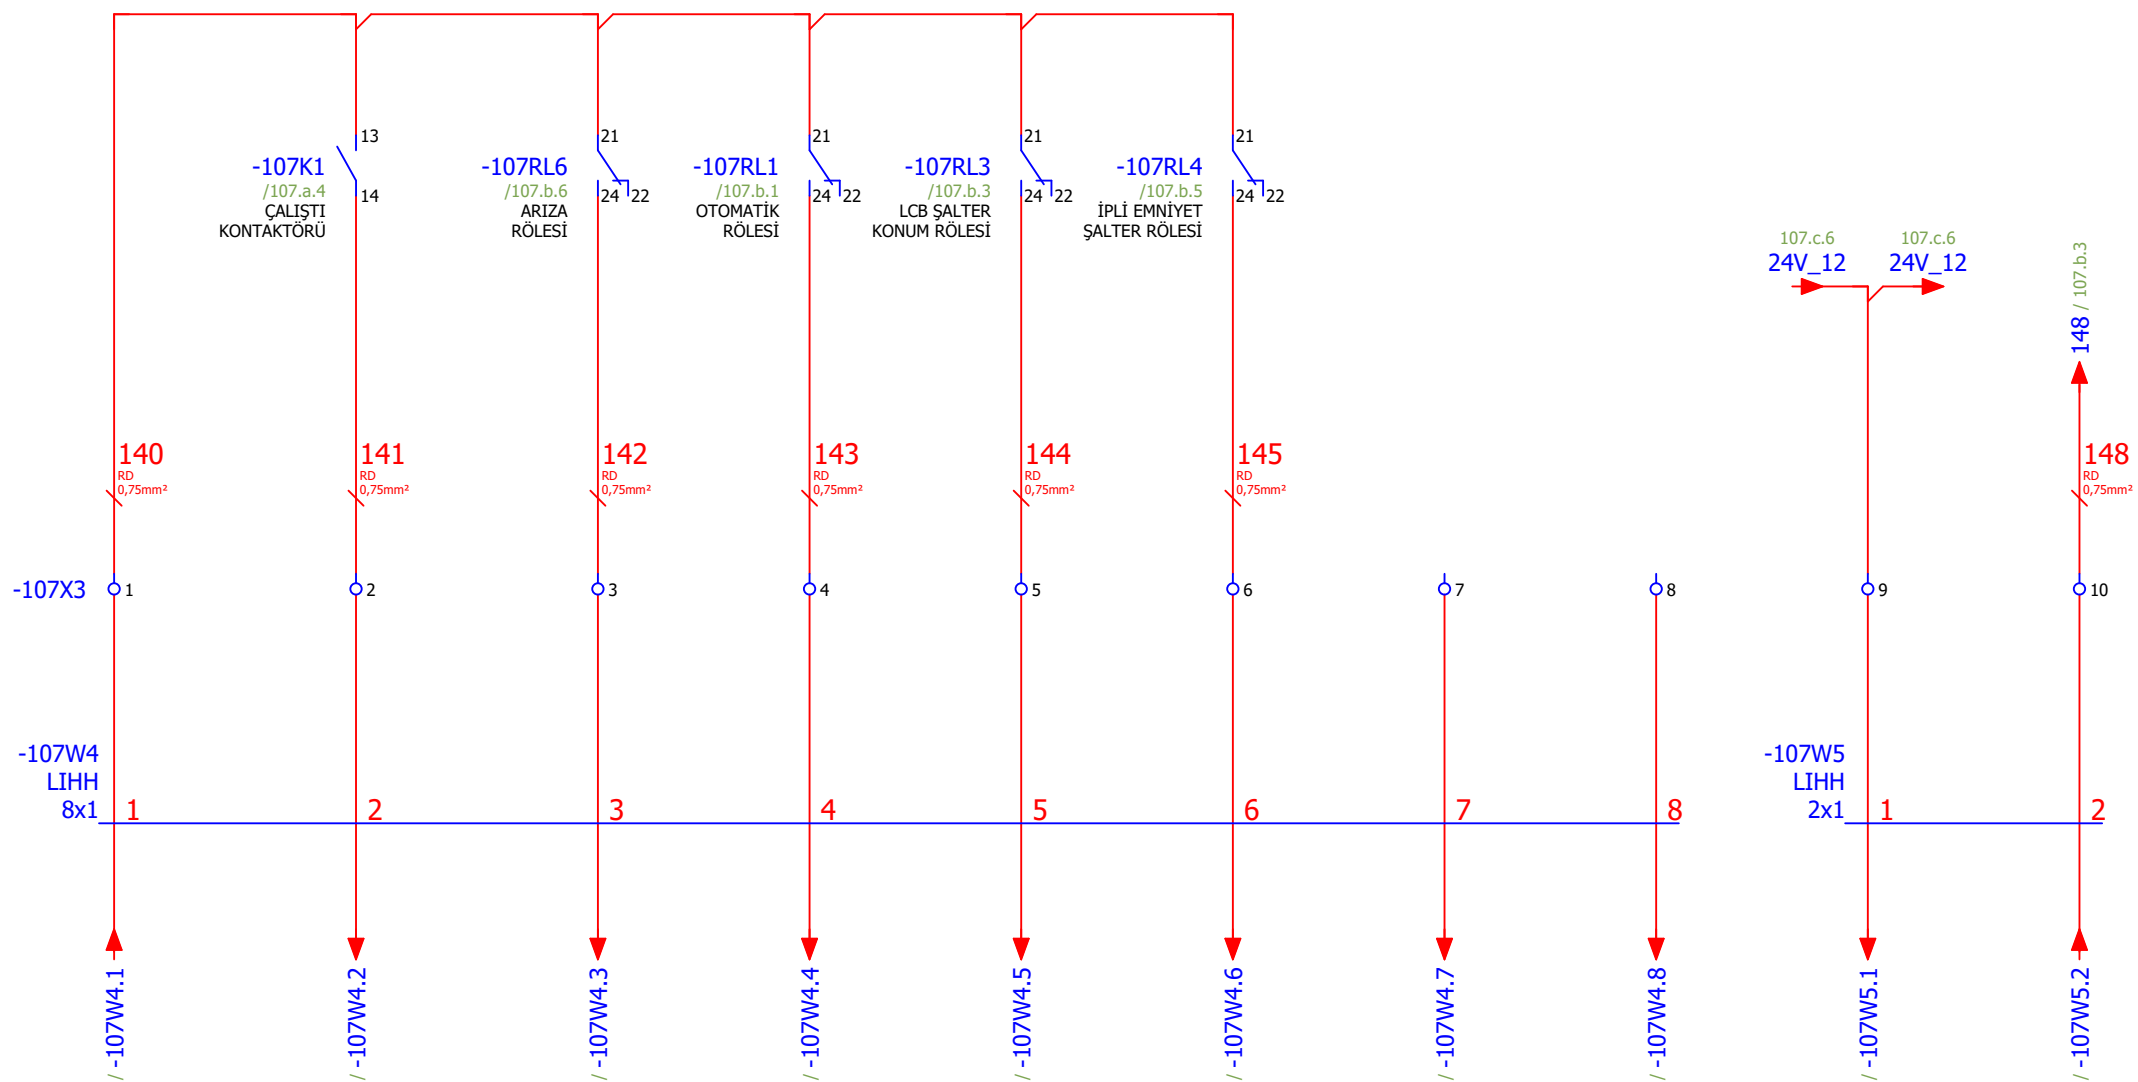 13
-107K1
/107.a.4
14
ÇALIŞTI
KONTAKTÖRÜ
21
-107RL6
/107.b.6
24 22
ARIZA
RÖLESİ
21
-107RL1
/107.b.1
24 22
OTOMATİK
RÖLESİ
21
-107RL3
/107.b.3
24 22
LCB ŞALTER
KONUM RÖLESİ
21
-107RL4
/107.b.5
24 22
İPLİ EMNİYET
ŞALTER RÖLESİ
107.c.6 107.c.6
24V_12 24V_12
148 / 107.b.3
140
RD
0,75mm²
141
RD
0,75mm²
142
RD
0,75mm²
143
RD
0,75mm²
144
RD
0,75mm²
145
RD
0,75mm²
148
RD
0,75mm²
-107X3 1 2 3 4 5 6 7 8 9 10
-107W4
LIHH
8x1 1 2 3 4 5 6 7 8
-107W5
LIHH
2x1 1 2
/ -107W4.1
/ -107W4.2
/ -107W4.3
/ -107W4.4
/ -107W4.5
/ -107W4.6
/ -107W4.7
/ -107W4.8
/ -107W5.1
/ -107W5.2